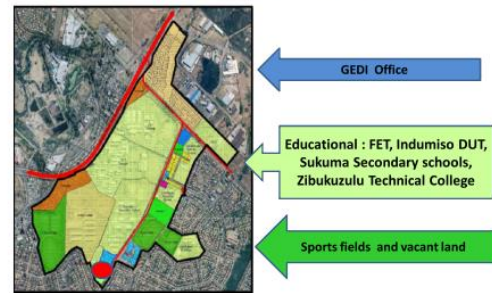 GEDI Office
Educational : FET, Indumiso DUT,
Sukuma Secondary schools,
Zibukuzulu Technical College
Sports fields and vacant land